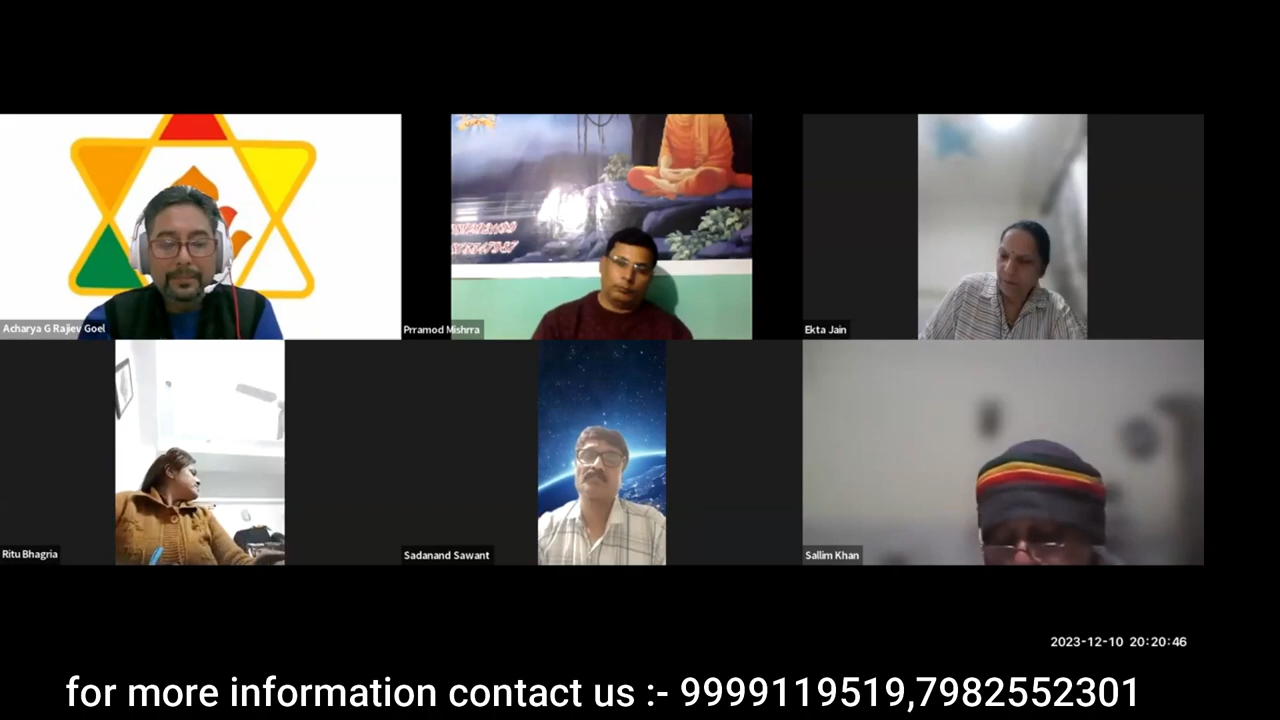 Acharya G Rajiev Goel
Prramod Mishrra
Ekta Jain
Ritu Bhagria
Sadanand Sawant
Sallim Khan
2023-12-10 20:20:46
for more information contact us :- 9999119519,7982552301